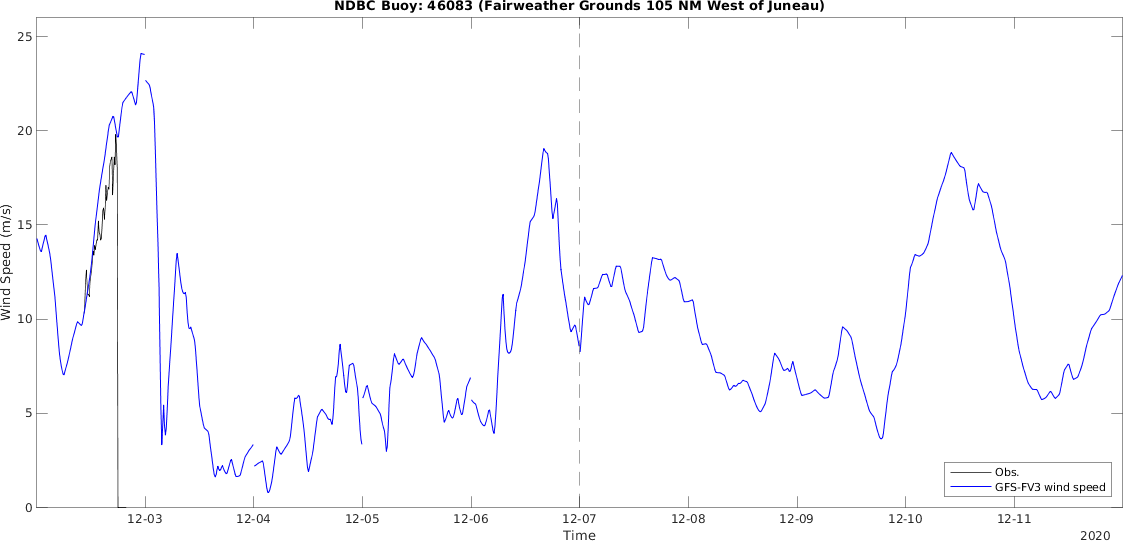 NDBC Buoy: 46083 (Fairweather Grounds 105 NM West of Juneau)
25
20
15
10
5
0
Wind Speed (m/s)
12-03 12-04 12-05 12-06 12-07 12-08 12-09 12-10 12-11
Time
2020
Obs.
GFS-FV3 wind speed